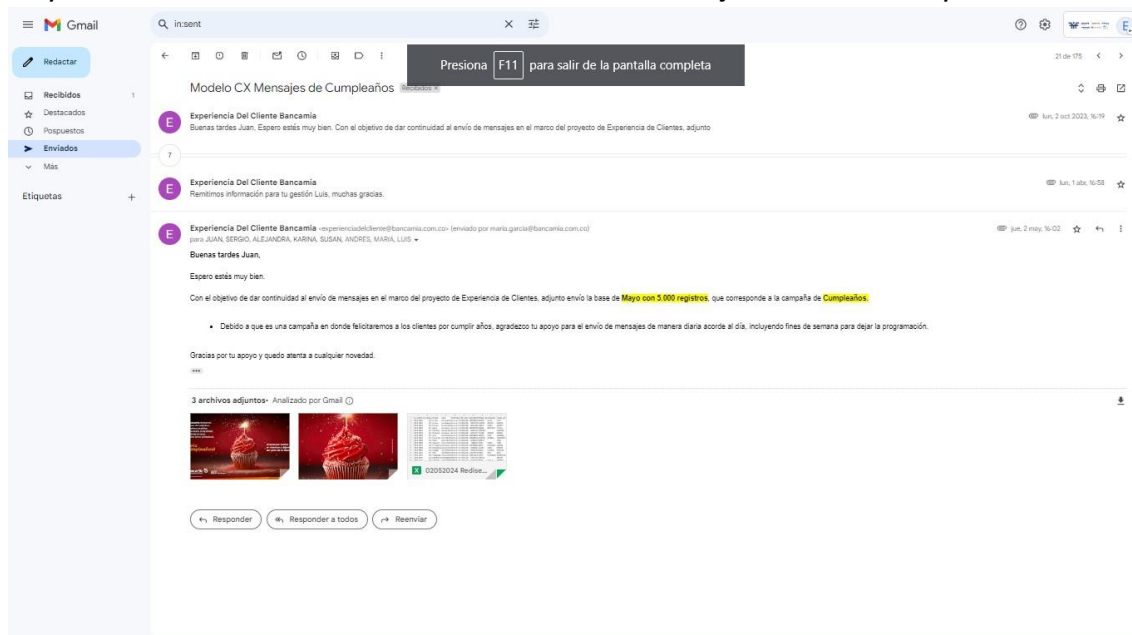 Gmail
in:sent
Redactar
Recibidos 1
Destacados
Pospuestos
Enviados
Más
Etiquetas
Presiona F11 para salir de la pantalla completa
21 de 175
Modelo CX Mensajes de Cumpleaños Recibidos x
Experiencia Del Cliente Bancamia lun, 2 oct 2023, 16:19
Buenas tardes Juan, Espero estés muy bien. Con el objetivo de dar continuidad al envío de mensajes en el marco del proyecto de Experiencia de Clientes, adjunto
7
Experiencia Del Cliente Bancamia lun, 1 abr, 16:58
Remitimos información para tu gestión Luis, muchas gracias.
Experiencia Del Cliente Bancamia <experienciadelcliente@bancamia.com.co> (enviado por maria.garcia@bancamia.com.co) jue, 2 may, 16:02
para JUAN, SERGIO, ALEJANDRA, KARINA, SUSAN, ANDRES, MARIA, LUIS
Buenas tardes Juan,
Espero estés muy bien.
Con el objetivo de dar continuidad al envío de mensajes en el marco del proyecto de Experiencia de Clientes, adjunto envío la base de Mayo con 5.000 registros, que corresponde a la campaña de Cumpleaños.
• Debido a que es una campaña en donde felicitaremos a los clientes por cumplir años, agradezco tu apoyo para el envío de mensajes de manera diaria acorde al día, incluyendo fines de semana para dejar la programación.
Gracias por tu apoyo y quedo atenta a cualquier novedad.
3 archivos adjuntos• Analizado por Gmail
02052024 Redise...
Responder
Responder a todos
Reenviar